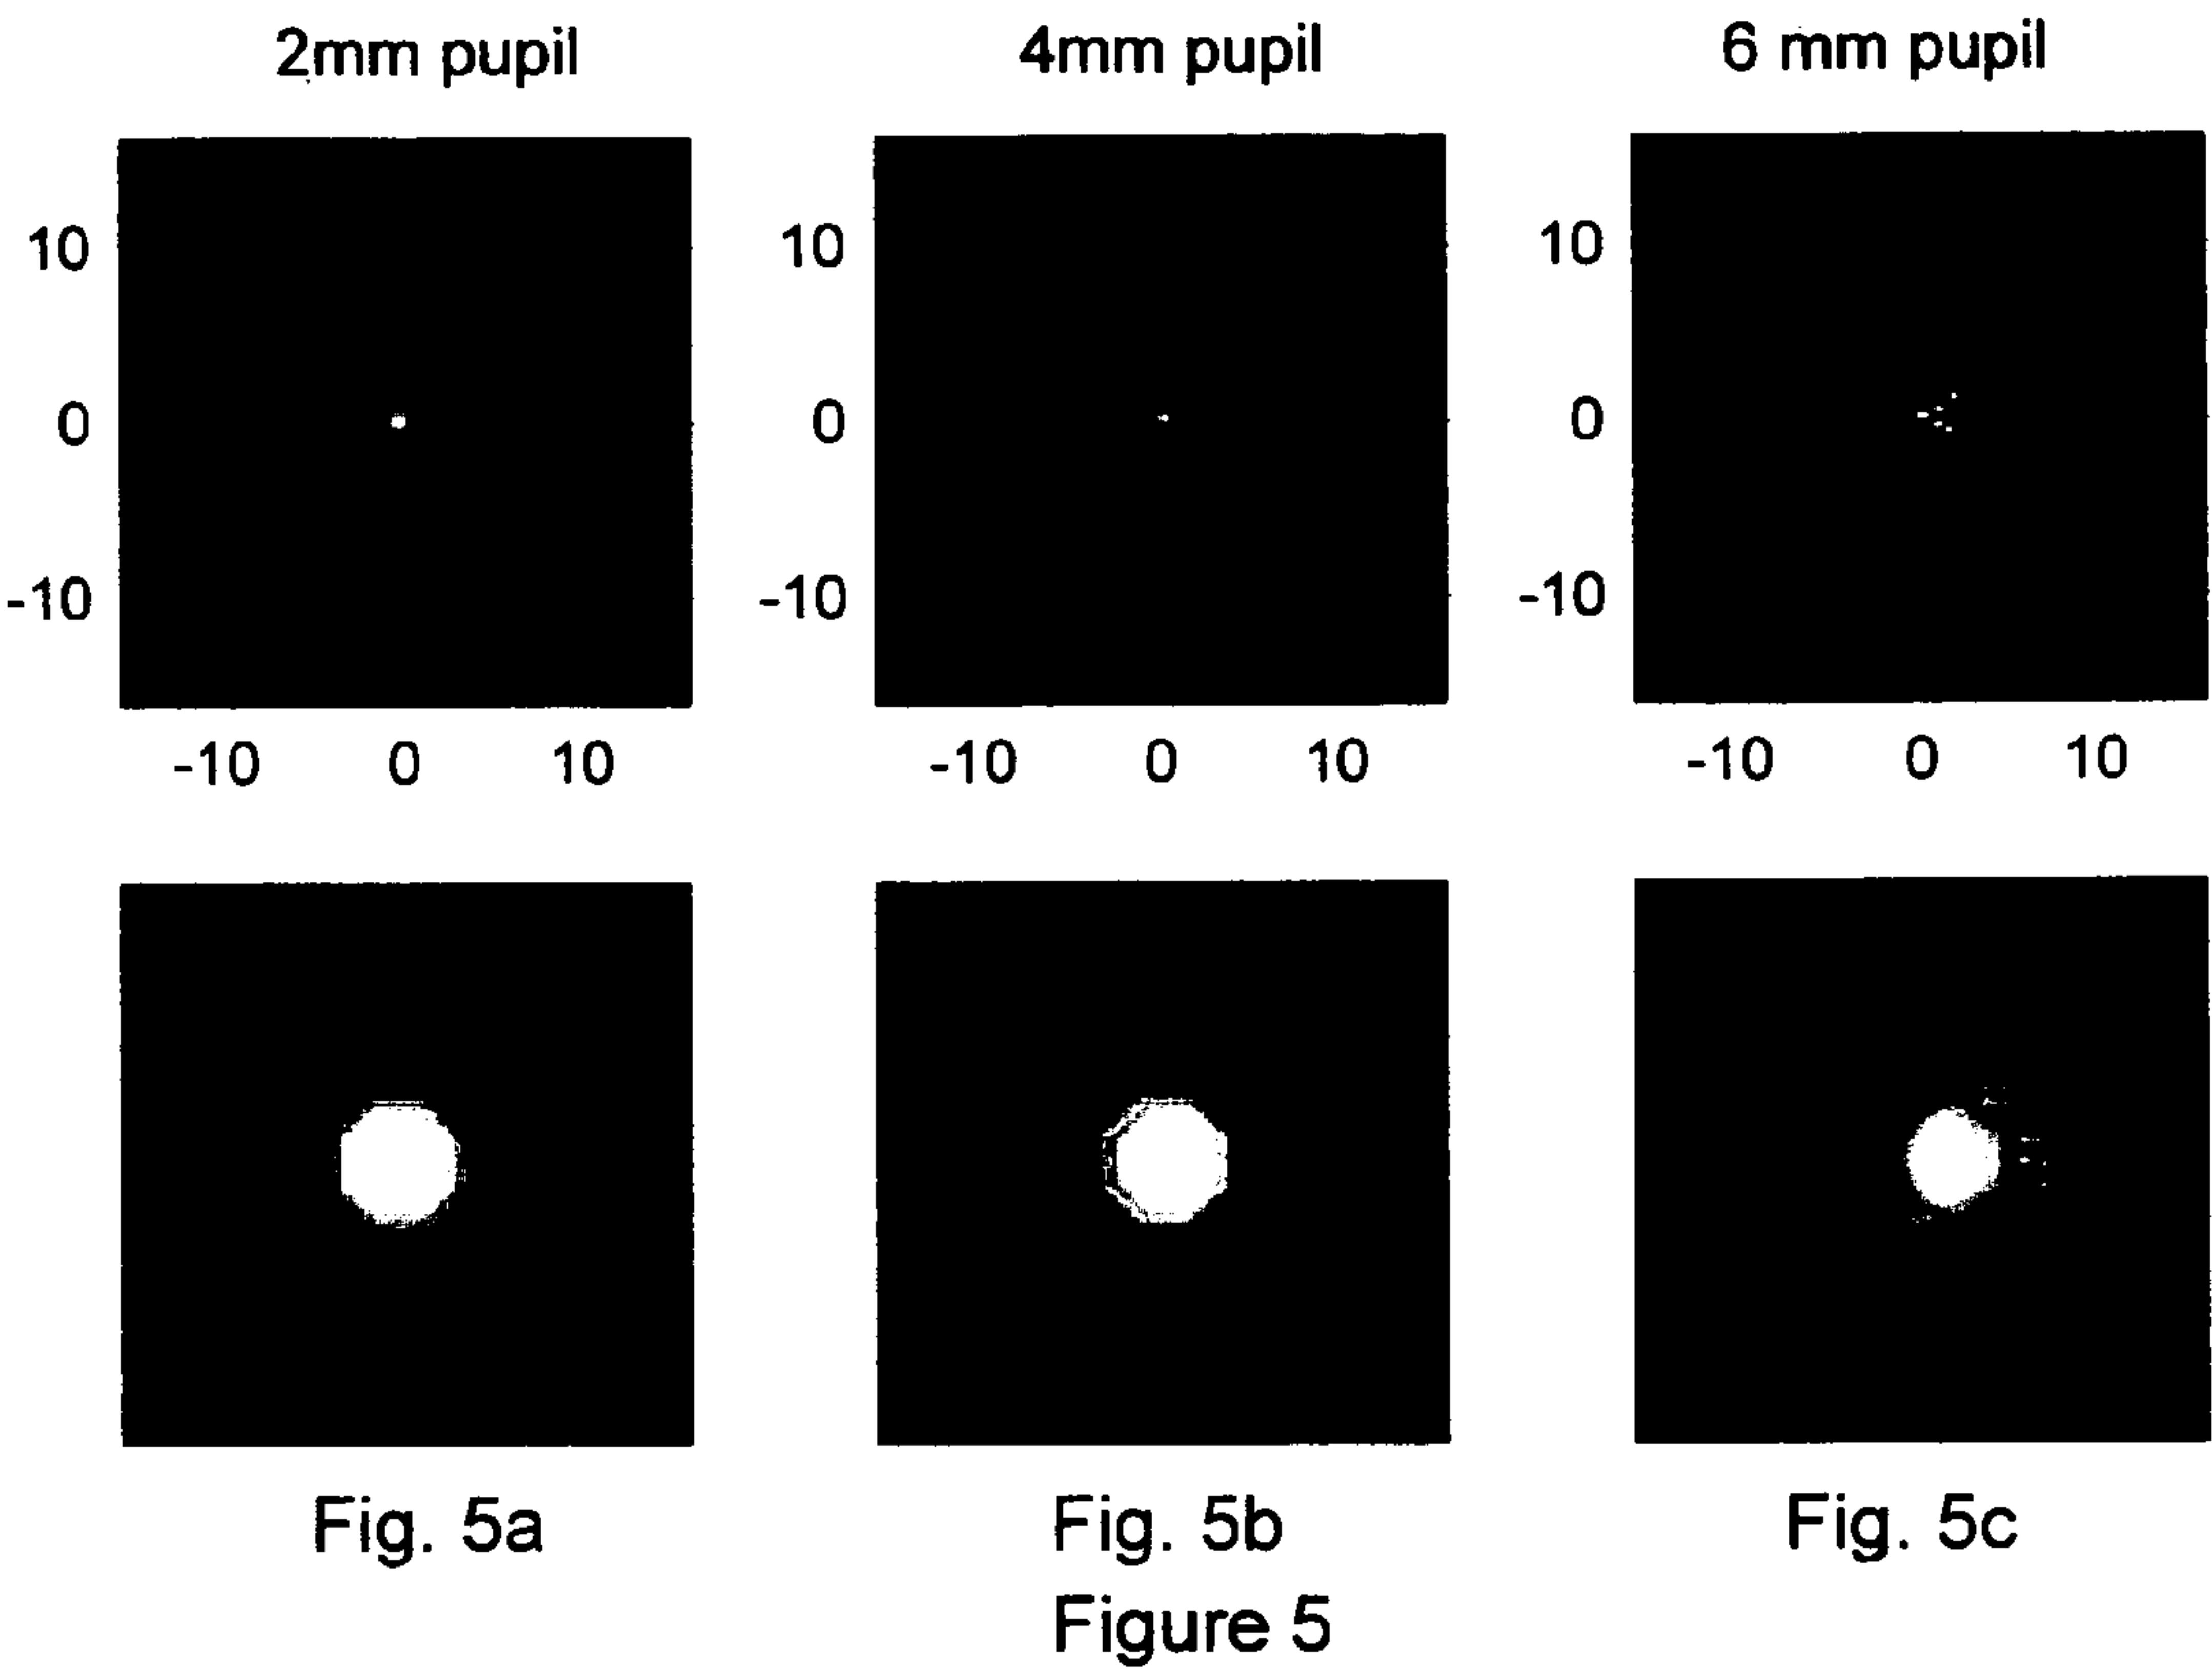 2mm pupil 4mm pupil 6 mm pupil
10 10 10
0 0 0
-10 -10 -10
-10 0 10 -10 0 10 -10 0 10
Fig. 5a Fig. 5b Fig. 5c
Figure 5